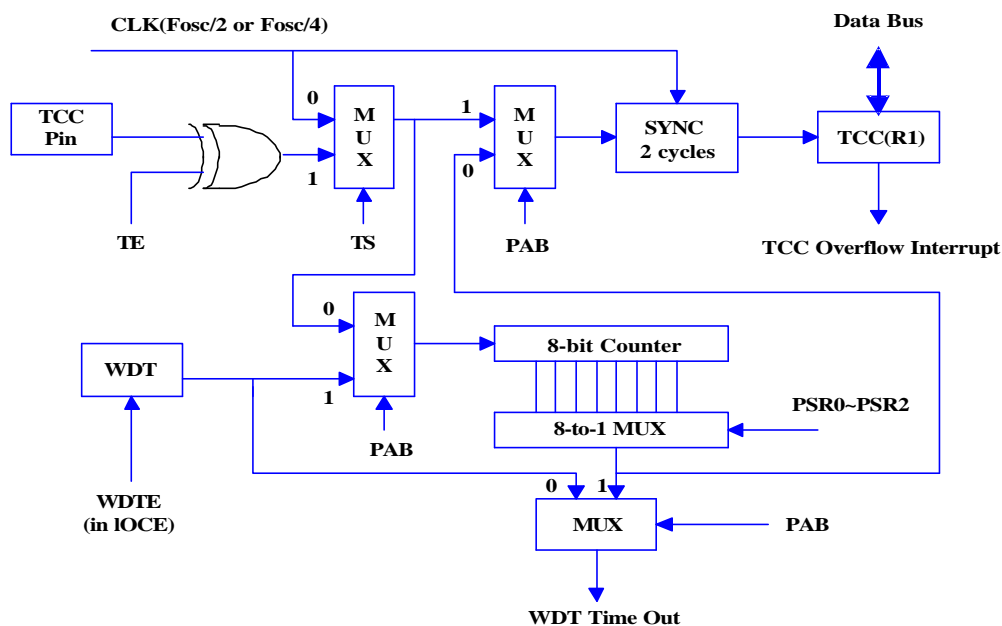 CLK(Fosc/2 or Fosc/4)
Data Bus
TCC
Pin
0
1
M
U
X
1
0
M
U
X
SYNC
2 cycles
TCC(R1)
TE
TS
PAB
TCC Overflow Interrupt
0
1
M
U
X
WDT
8-bit Counter
PSR0~PSR2
8-to-1 MUX
PAB
WDTE
(in lOCE)
0
1
MUX
PAB
WDT Time Out